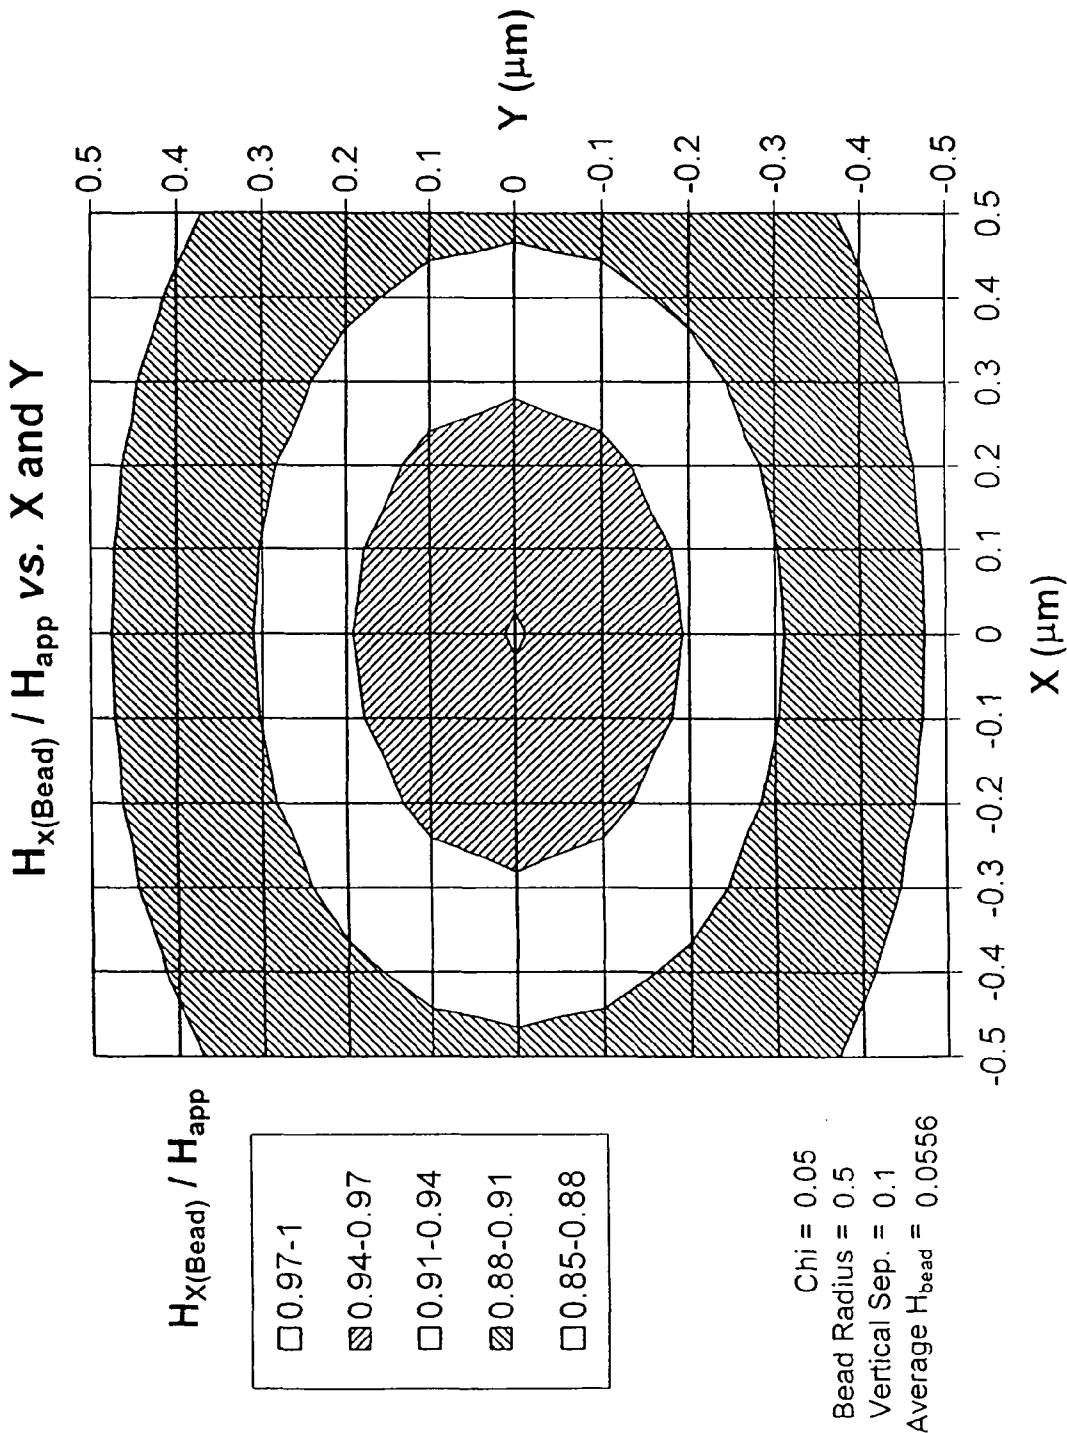 H_X(Bead) / H_app vs. X and Y
H_X(Bead) / H_app
0.97-1
0.94-0.97
0.91-0.94
0.88-0.91
0.85-0.88
Chi = 0.05
Bead Radius = 0.5
Vertical Sep. = 0.1
Average H_bead = 0.0556
0.5
0.4
0.3
0.2
0.1
0
-0.1
-0.2
-0.3
-0.4
-0.5
Y (μm)
-0.5 -0.4 -0.3 -0.2 -0.1 0 0.1 0.2 0.3 0.4 0.5
X (μm)